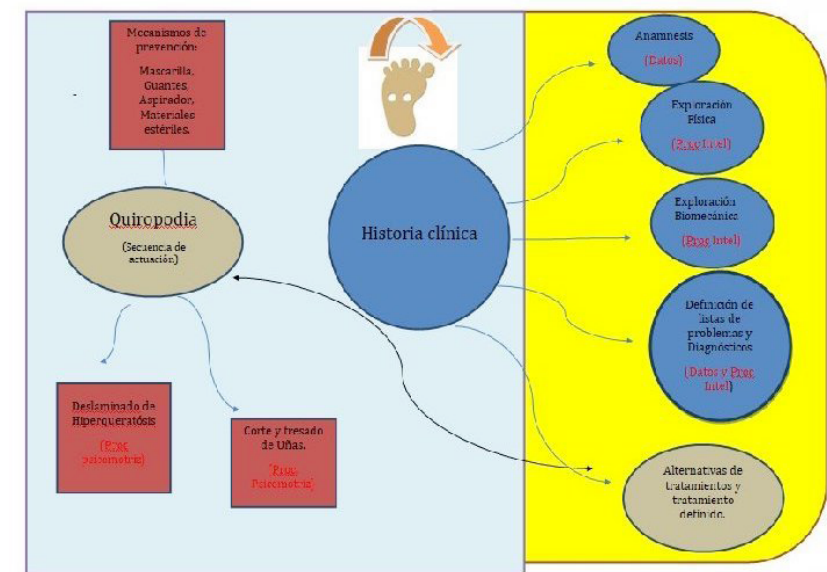 Mecanismos de
prevención:
Mascarilla,
Guantes,
Aspirador,
Materiales
estériles.
Quiropodia
(Secuencia de
actuación)
Deslaminado de
Hiperqueratósis
(Proc
psicomotriz)
Corte y fresado
de Uñas.
(Proc.
Psicomotriz)
Historia clínica
Anamnesis
(Datos)
Exploración
Física
(Proc Intel)
Exploración
Biomecánica
(Proc Intel)
Definición de
listas de
problemas y
Diagnósticos
(Datos y Proc
Intel)
Alternativas de
tratamientos y
tratamiento
definido.